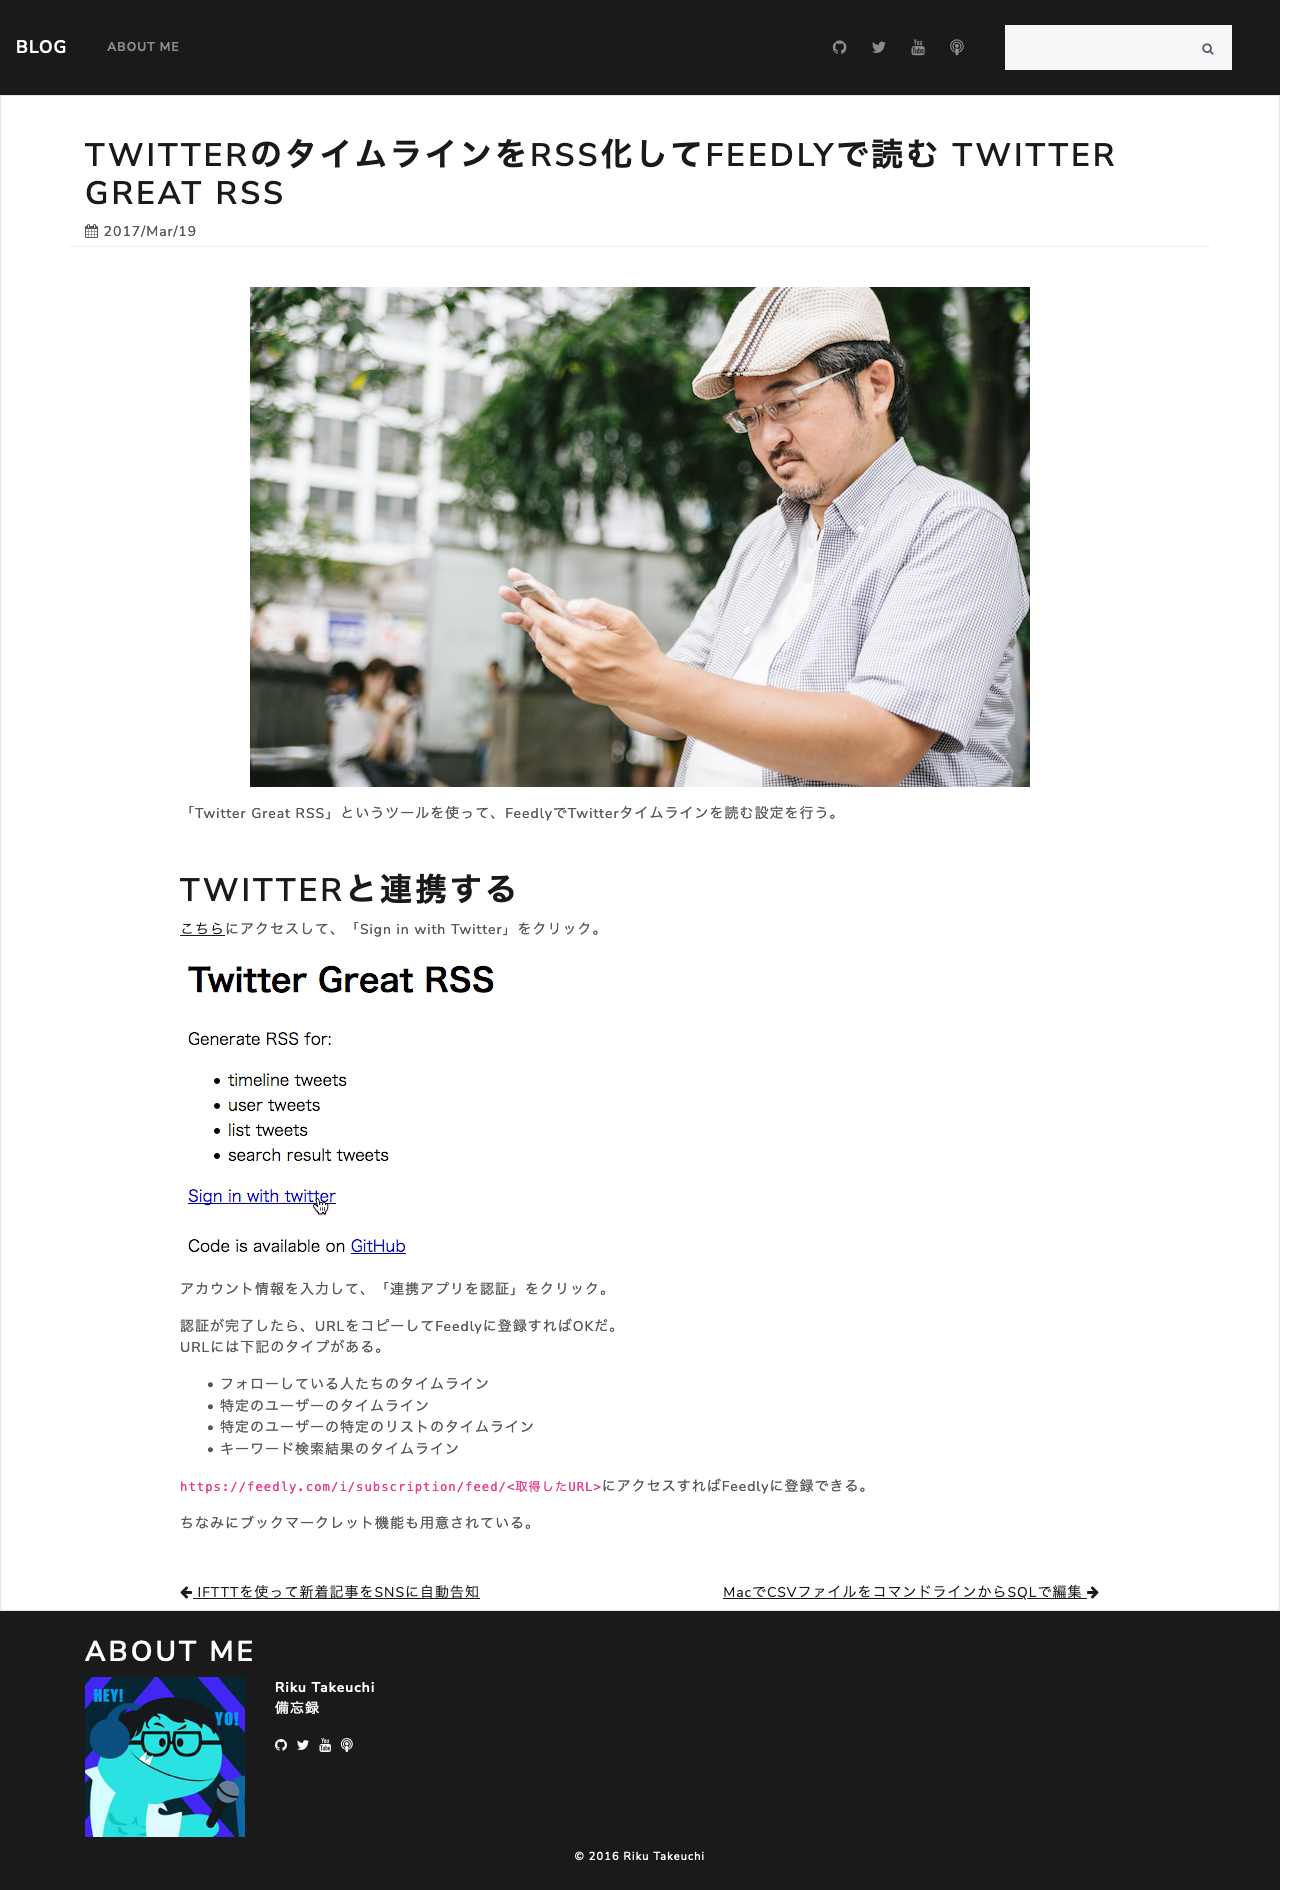 BLOG ABOUT ME
TWITTERのタイムラインをRSS化してFEEDLYで読む TWITTER
GREAT RSS
2017/Mar/19
「Twitter Great RSS」というツールを使って、FeedlyでTwitterタイムラインを読む設定を行う。
TWITTERと連携する
こちらにアクセスして、「Sign in with Twitter」をクリック。
Twitter Great RSS
Generate RSS for:
• timeline tweets
• user tweets
• list tweets
• search result tweets
Sign in with twitter
Code is available on GitHub
アカウント情報を入力して、「連携アプリを認証」をクリック。
認証が完了したら、URLをコピーしてFeedlyに登録すればOKだ。
URLには下記のタイプがある。
• フォローしている人たちのタイムライン
• 特定のユーザーのタイムライン
• 特定のユーザーの特定のリストのタイムライン
• キーワード検索結果のタイムライン
https://feedly.com/i/subscription/feed/<取得したURL>にアクセスすればFeedlyに登録できる。
ちなみにブックマークレット機能も用意されている。
IFTTTを使って新着記事をSNSに自動告知 MacでCSVファイルをコマンドラインからSQLで編集
ABOUT ME
HEY!
YO!
Riku Takeuchi
備忘録
© 2016 Riku Takeuchi